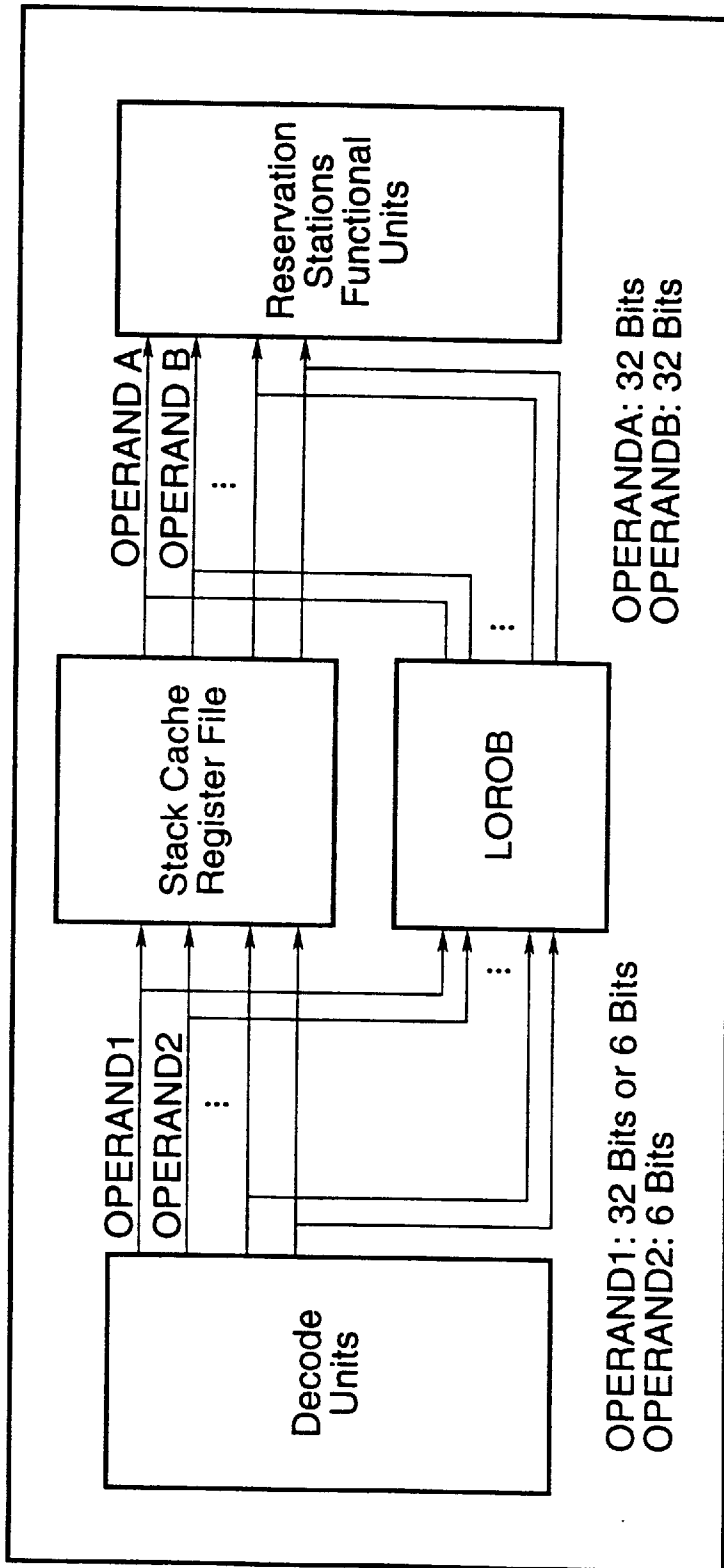 Decode
Units
OPERAND1
OPERAND2
...
Stack Cache
Register File
LOROB
...
OPERAND A
OPERAND B
...
...
Reservation
Stations
Functional
Units
OPERAND1: 32 Bits or 6 Bits
OPERAND2: 6 Bits
OPERANDA: 32 Bits
OPERANDB: 32 Bits